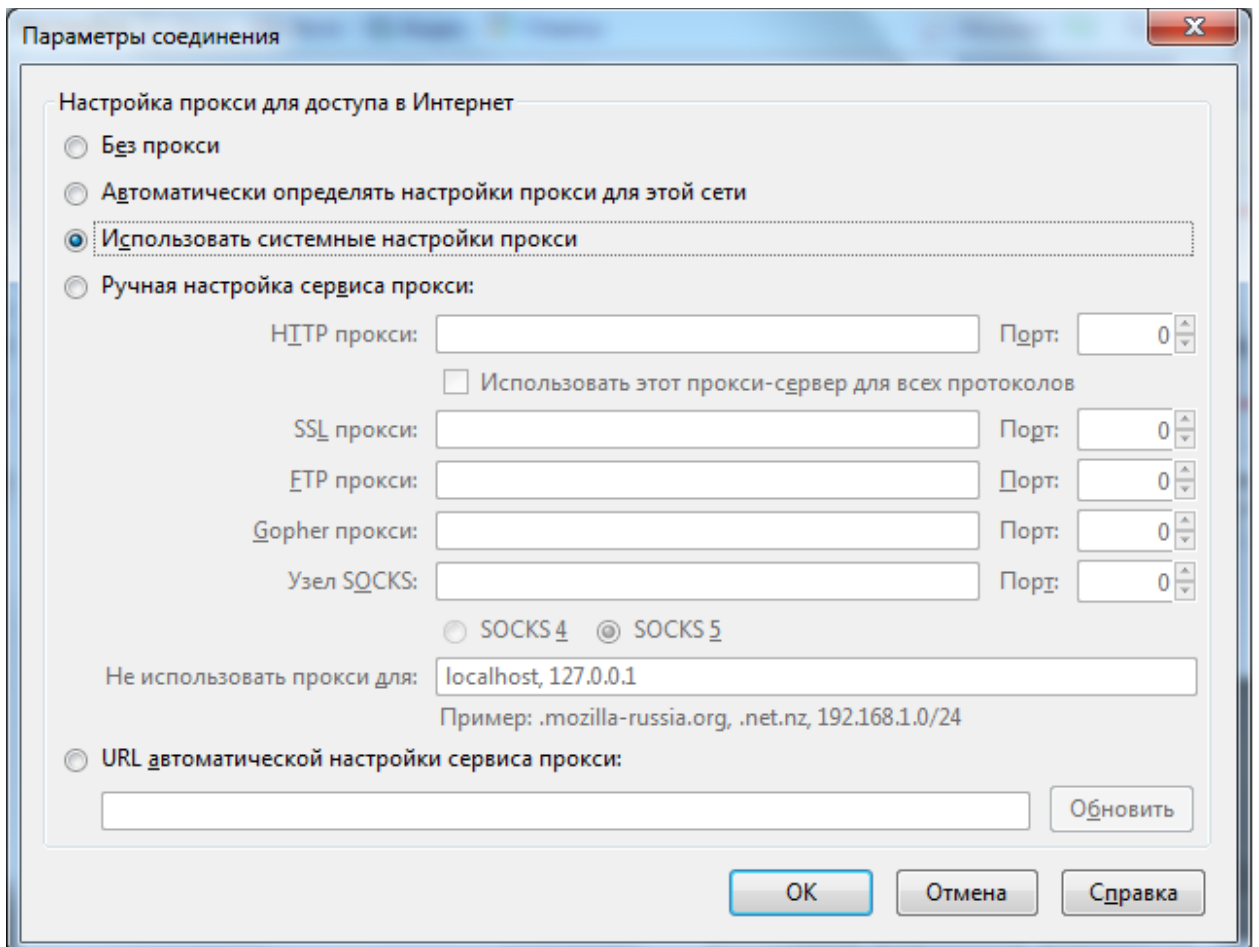 Параметры соединения
Настройка прокси для доступа в Интернет
Без прокси
Автоматически определять настройки прокси для этой сети
Использовать системные настройки прокси
Ручная настройка сервиса прокси:
HTTP прокси: Порт: 0
Использовать этот прокси-сервер для всех протоколов
SSL прокси: Порт: 0
FTP прокси: Порт: 0
Gopher прокси: Порт: 0
Узел SOCKS: Порт: 0
SOCKS 4 SOCKS 5
Не использовать прокси для: localhost, 127.0.0.1
Пример: .mozilla-russia.org, .net.nz, 192.168.1.0/24
URL автоматической настройки сервиса прокси:
Обновить
ОК Отмена Справка